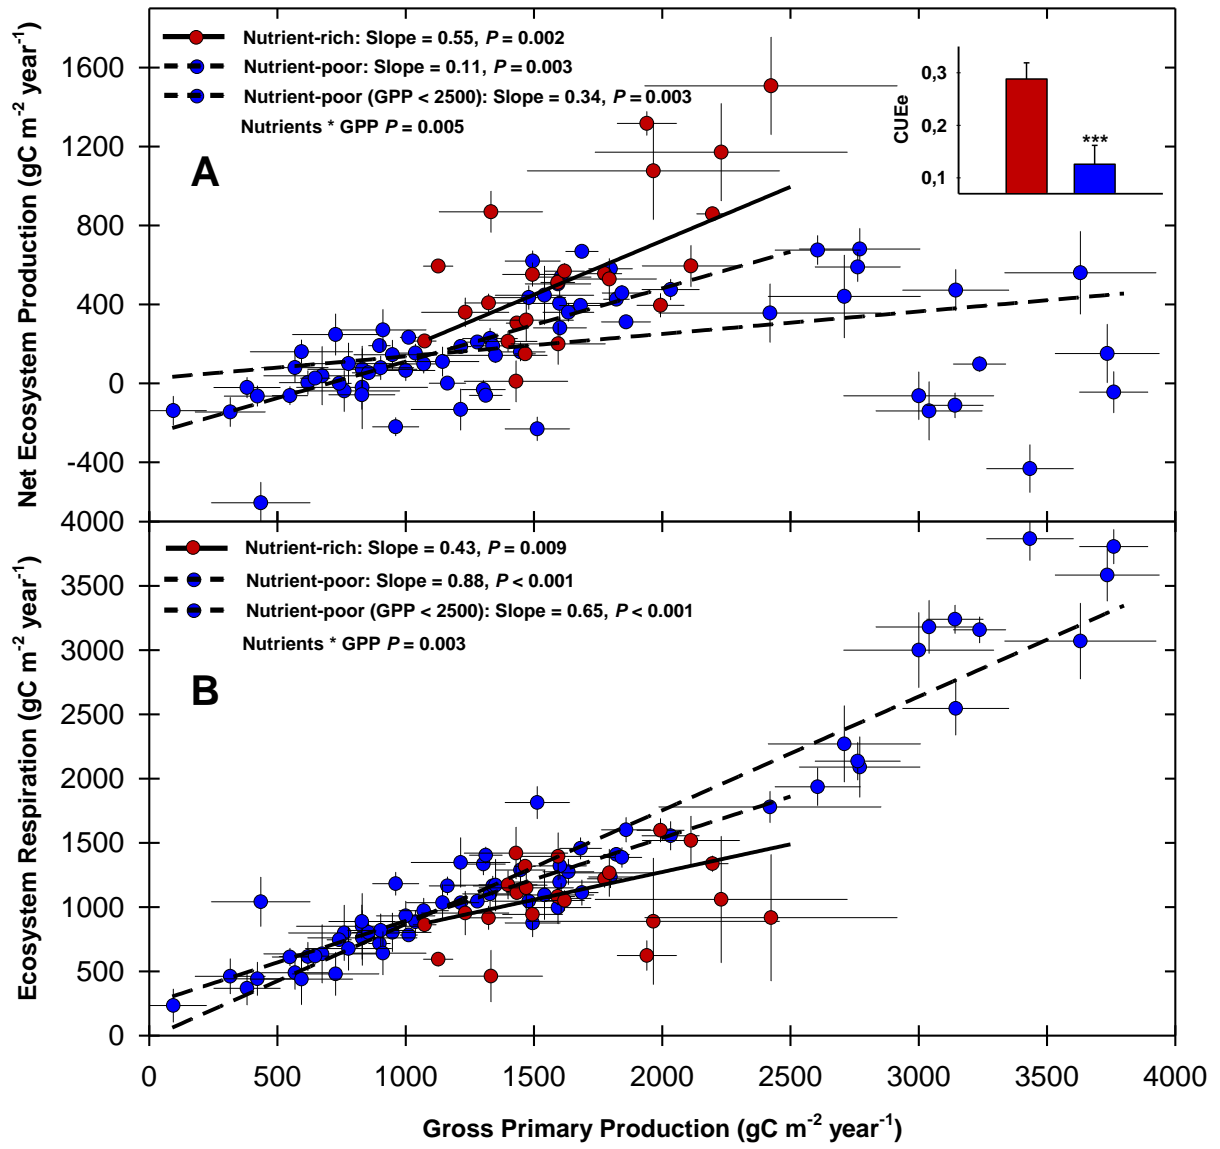 Nutrient-rich: Slope = 0.55, P = 0.002
Nutrient-poor: Slope = 0.11, P = 0.003
Nutrient-poor (GPP < 2500): Slope = 0.34, P = 0.003
Nutrients * GPP P = 0.005
A
Net Ecosystem Production (gC m-2 year-1)
1600
1200
800
400
0
-400
CUEe
0,3
0,2
0,1
***
Nutrient-rich: Slope = 0.43, P = 0.009
Nutrient-poor: Slope = 0.88, P < 0.001
Nutrient-poor (GPP < 2500): Slope = 0.65, P < 0.001
Nutrients * GPP P = 0.003
B
Ecosystem Respiration (gC m-2 year-1)
4000
3500
3000
2500
2000
1500
1000
500
0
0 500 1000 1500 2000 2500 3000 3500 4000
Gross Primary Production (gC m-2 year-1)